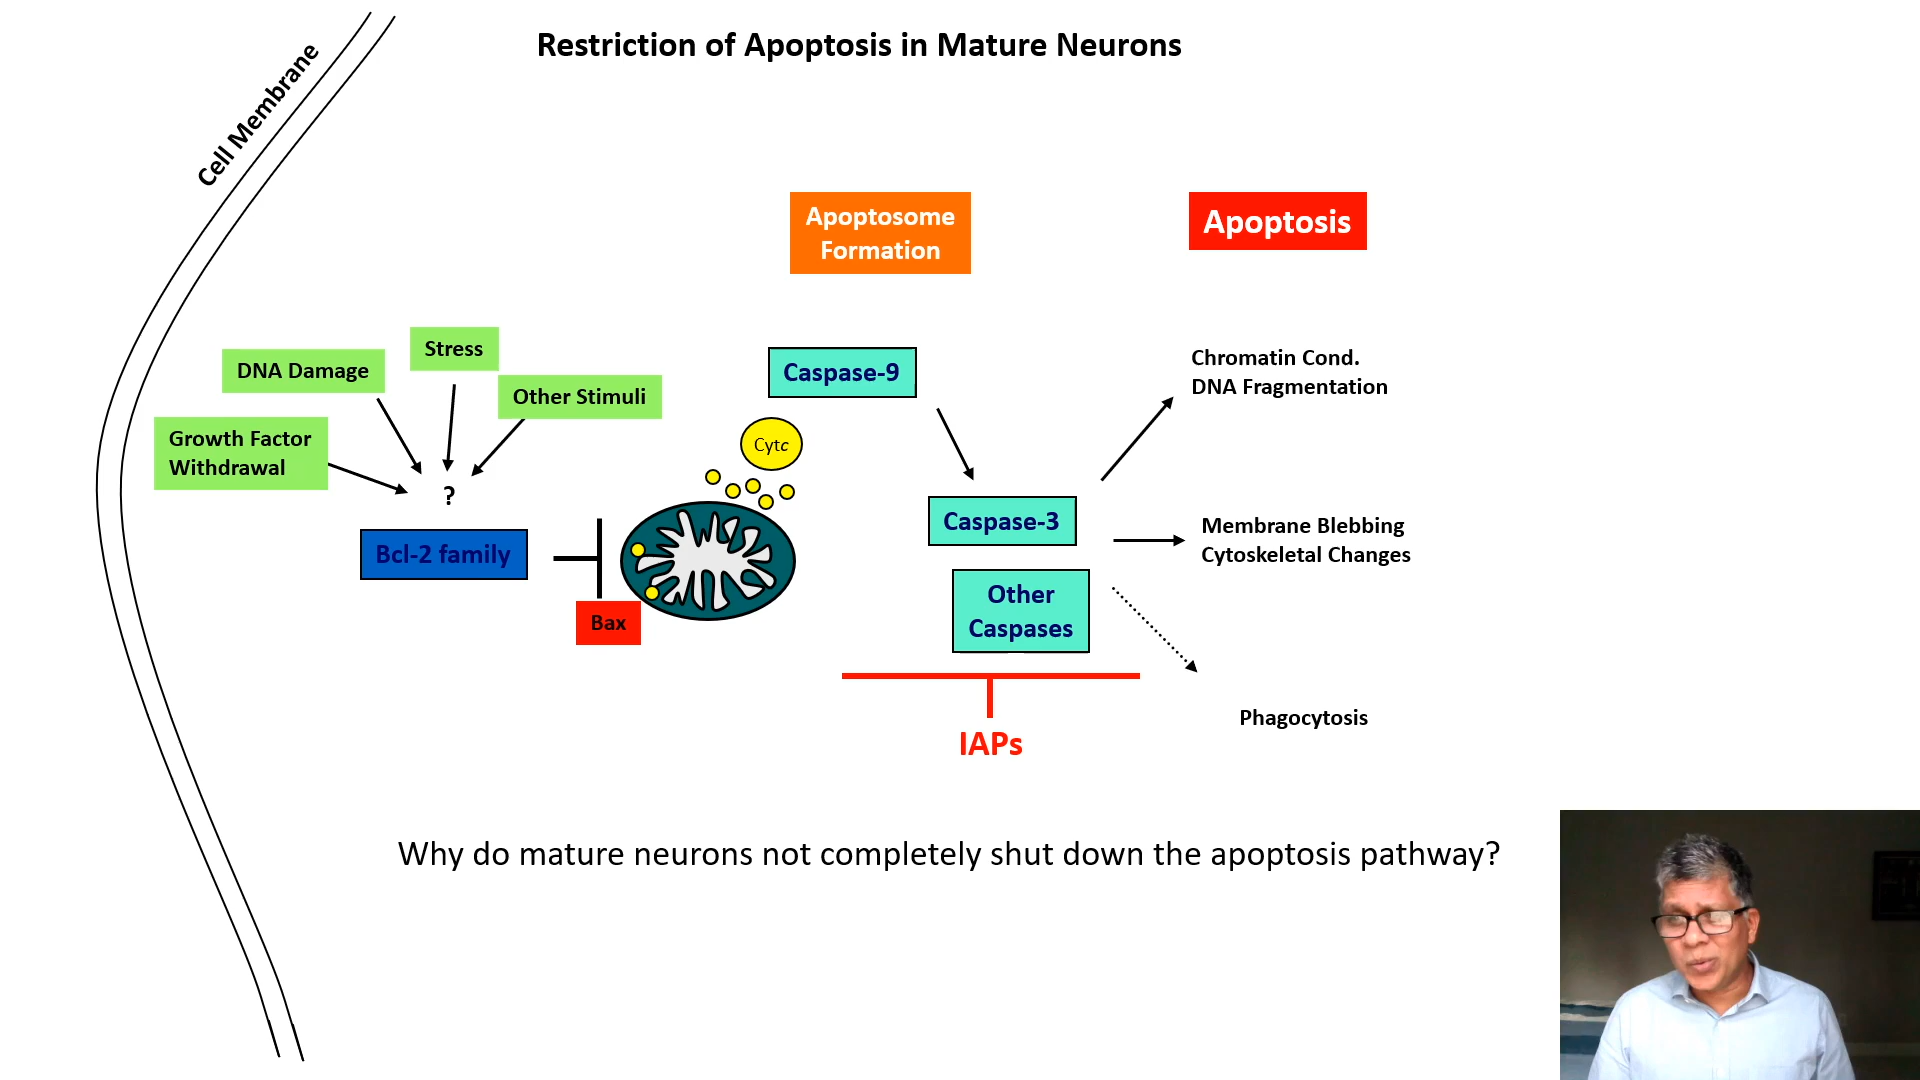 Restriction of Apoptosis in Mature Neurons
Cell Membrane
Apoptosome
Formation
Apoptosis
DNA Damage
Stress
Other Stimuli
Growth Factor
Withdrawal
?
Bcl-2 family
Bax
Cytc
Caspase-9
Caspase-3
Other
Caspases
IAPs
Chromatin Cond.
DNA Fragmentation
Membrane Blebbing
Cytoskeletal Changes
Phagocytosis
Why do mature neurons not completely shut down the apoptosis pathway?